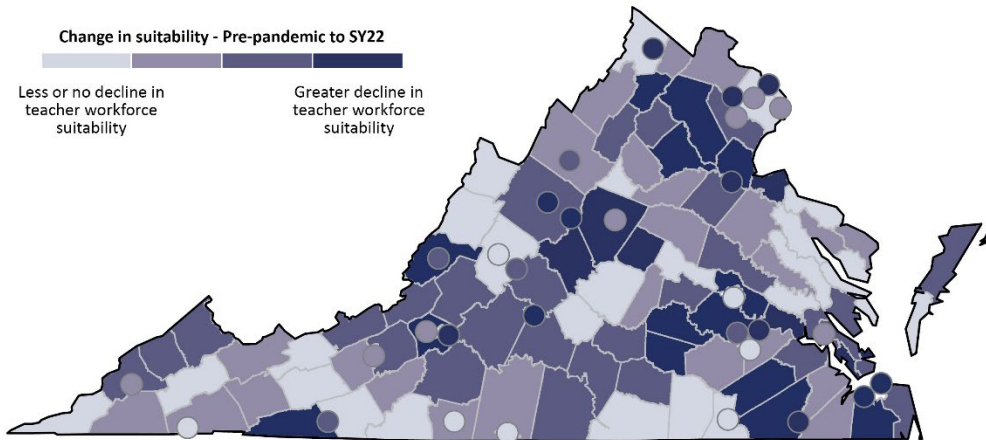 Change in suitability - Pre-pandemic to SY22
Less or no decline in
teacher workforce
suitability
Greater decline in
teacher workforce
suitability